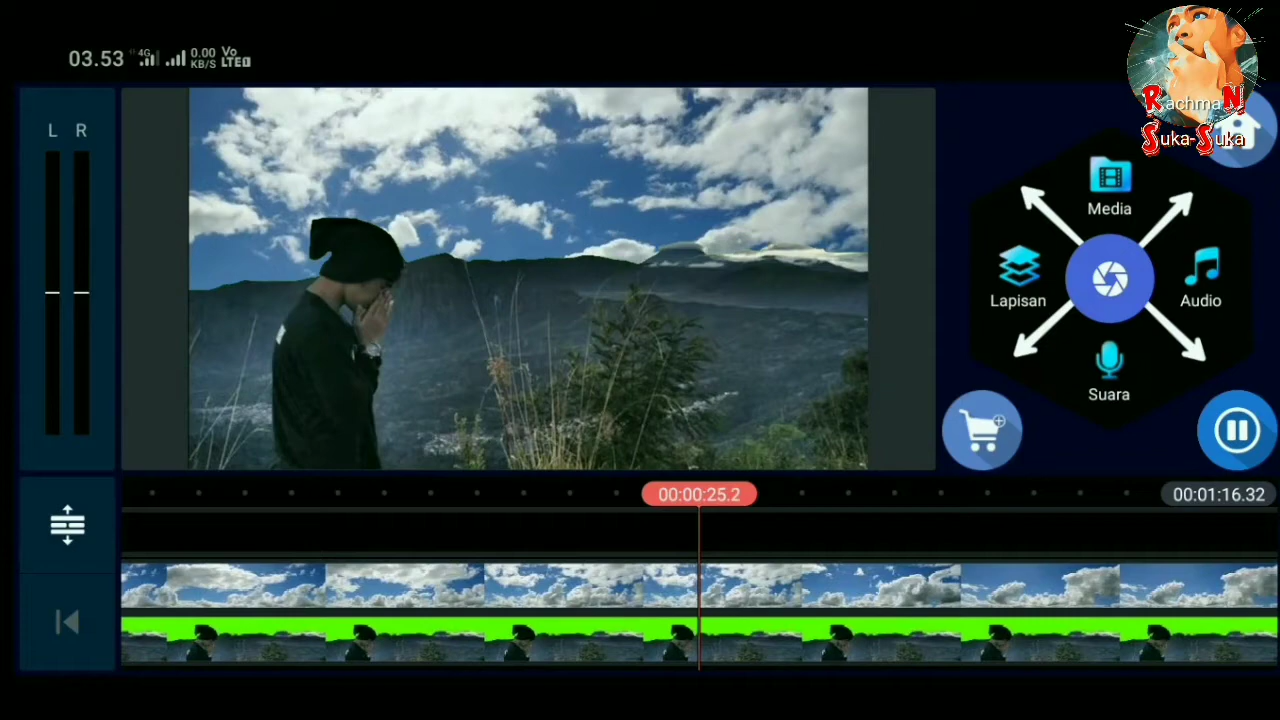 03.53 4G 0.00 KB/S Vo LTE
RachmaN
Suka-Suka
L R
Media
Lapisan
Audio
Suara
00:00:25.2
00:01:16.32